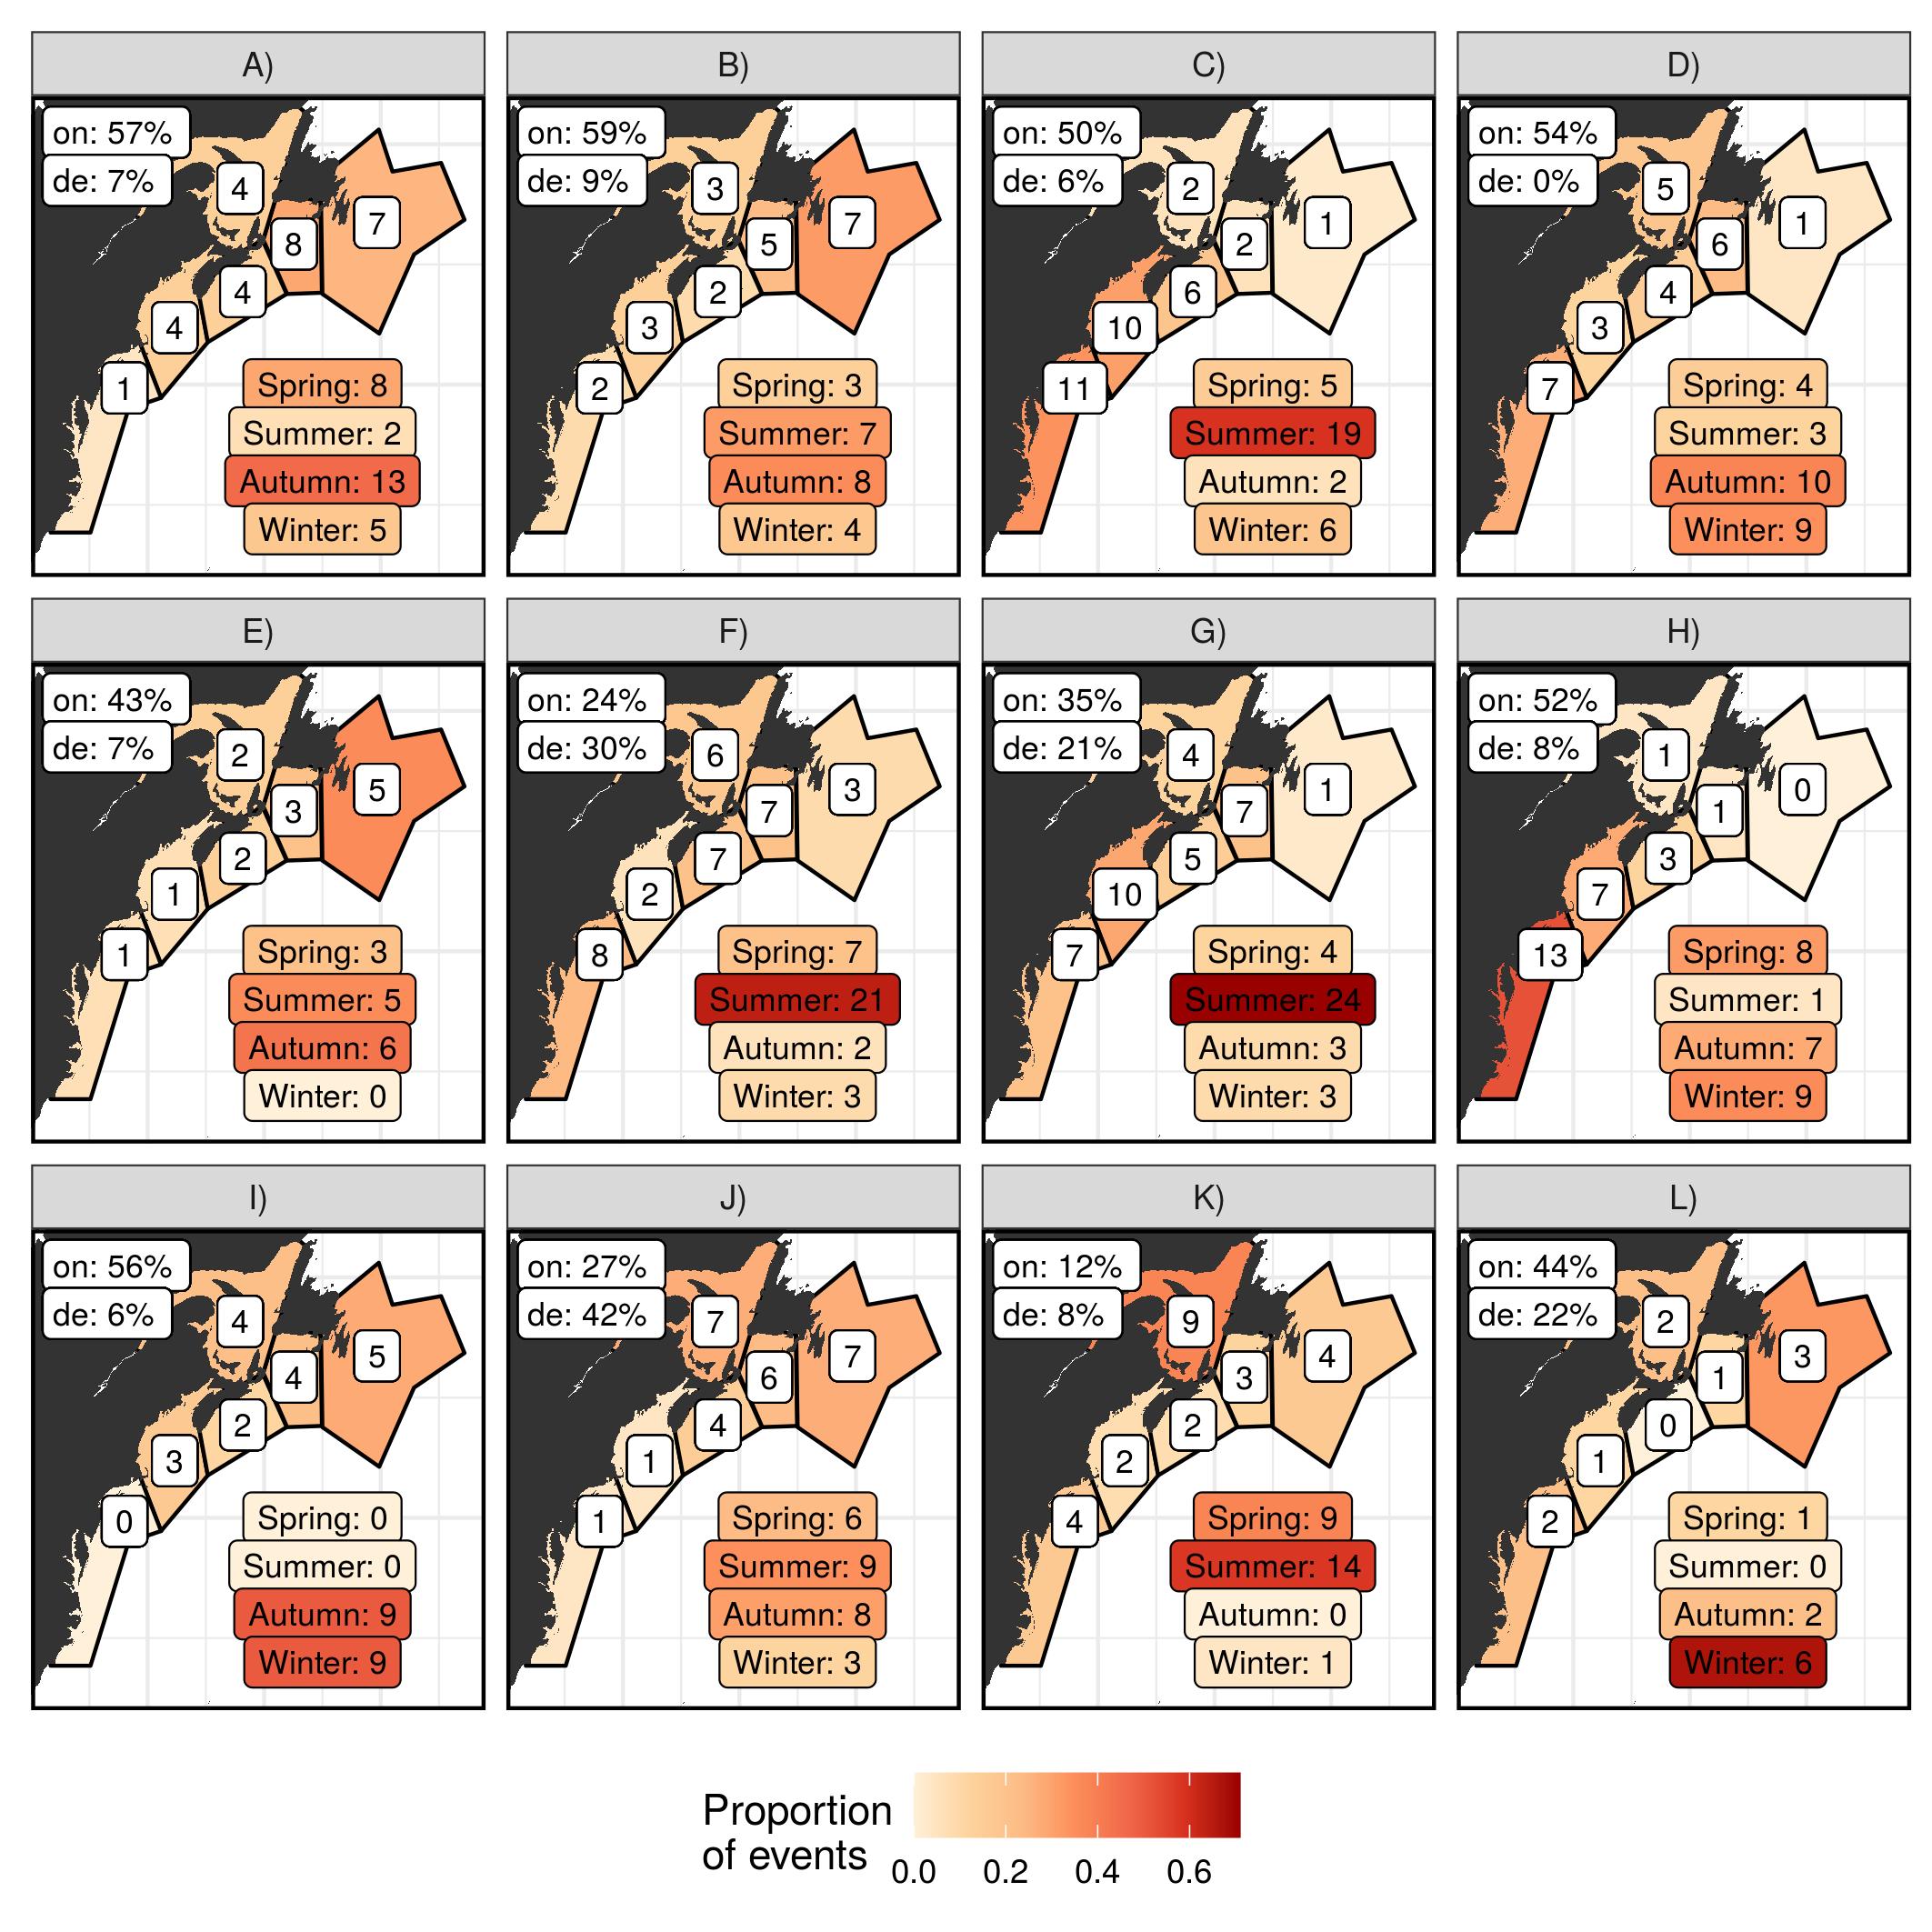 A)
on: 57%
de: 7%
4
7
8
4
4
1
Spring: 8
Summer: 2
Autumn: 13
Winter: 5
B)
on: 59%
de: 9%
3
7
5
2
3
2
Spring: 3
Summer: 7
Autumn: 8
Winter: 4
C)
on: 50%
de: 6%
2
1
2
6
10
11
Spring: 5
Summer: 19
Autumn: 2
Winter: 6
D)
on: 54%
de: 0%
5
1
6
4
3
7
Spring: 4
Summer: 3
Autumn: 10
Winter: 9
E)
on: 43%
de: 7%
2
5
3
2
1
1
Spring: 3
Summer: 5
Autumn: 6
Winter: 0
F)
on: 24%
de: 30%
6
3
7
7
2
8
Spring: 7
Summer: 21
Autumn: 2
Winter: 3
G)
on: 35%
de: 21%
4
1
7
5
10
7
Spring: 4
Summer: 24
Autumn: 3
Winter: 3
H)
on: 52%
de: 8%
1
0
1
3
7
13
Spring: 8
Summer: 1
Autumn: 7
Winter: 9
I)
on: 56%
de: 6%
4
5
4
2
3
0
Spring: 0
Summer: 0
Autumn: 9
Winter: 9
J)
on: 27%
de: 42%
7
7
6
4
1
1
Spring: 6
Summer: 9
Autumn: 8
Winter: 3
K)
on: 12%
de: 8%
9
4
3
2
2
4
Spring: 9
Summer: 14
Autumn: 0
Winter: 1
L)
on: 44%
de: 22%
2
3
1
0
1
2
Spring: 1
Summer: 0
Autumn: 2
Winter: 6
Proportion
of events
0.0 0.2 0.4 0.6